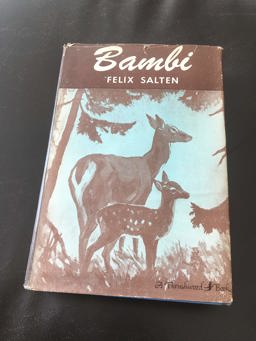 Bambi
FELIX SALTEN
A Thrushwood Book